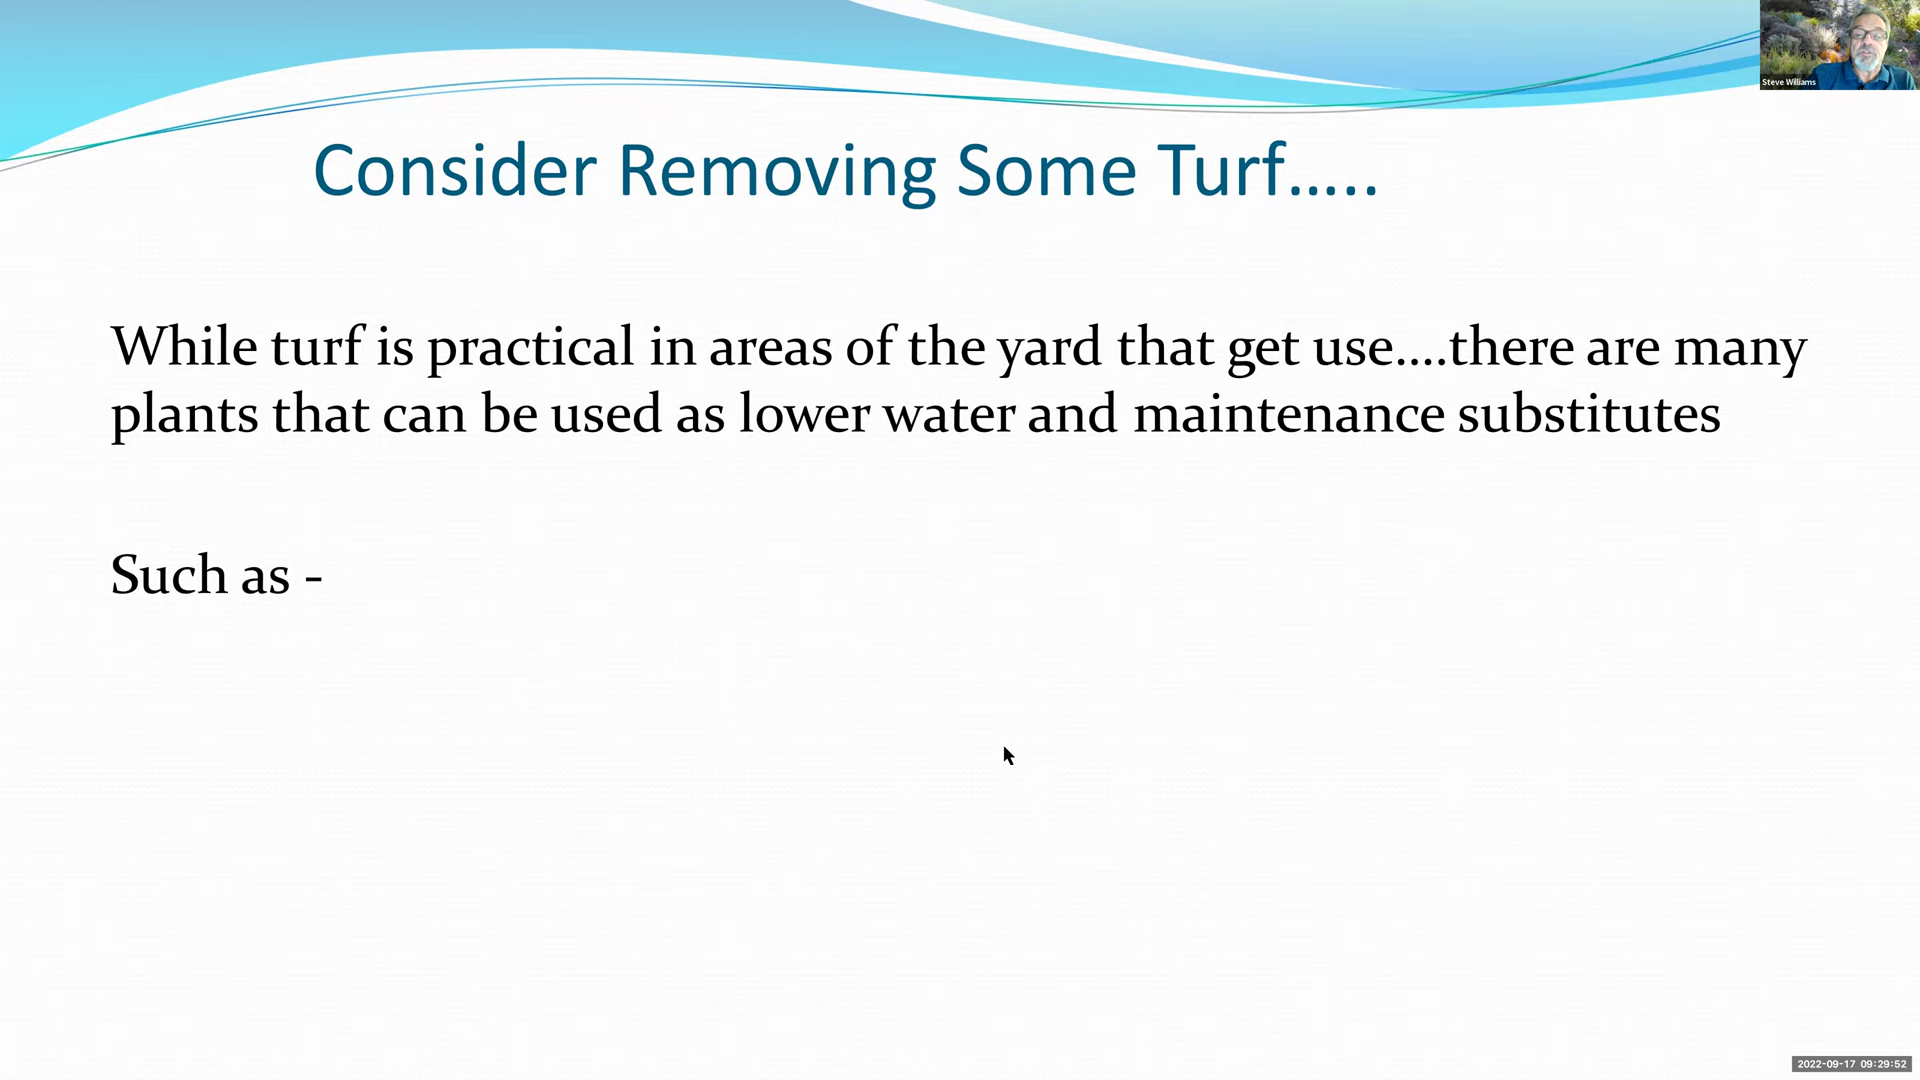 Steve Williams
Consider Removing Some Turf.....
While turf is practical in areas of the yard that get use....there are many
plants that can be used as lower water and maintenance substitutes
Such as -
2022-09-17 09:29:52